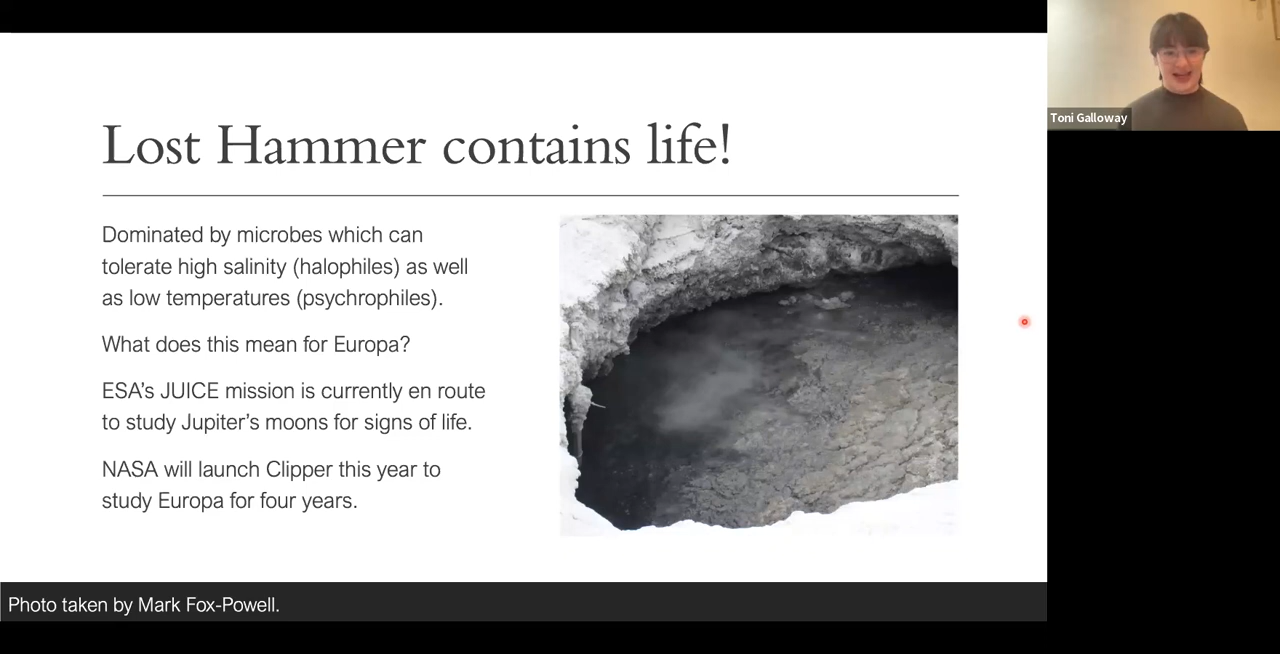 Lost Hammer contains life!
Dominated by microbes which can
tolerate high salinity (halophiles) as well
as low temperatures (psychrophiles).
What does this mean for Europa?
ESA’s JUICE mission is currently en route
to study Jupiter’s moons for signs of life.
NASA will launch Clipper this year to
study Europa for four years.
Photo taken by Mark Fox-Powell.
Toni Galloway